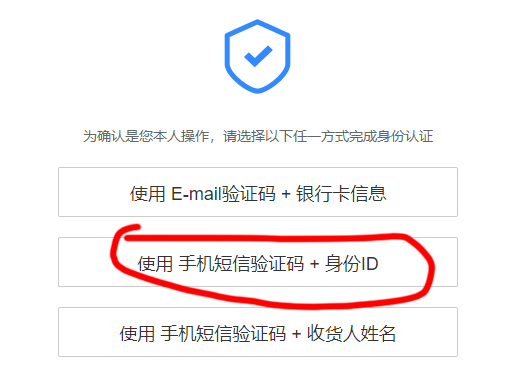 为确认是您本人操作，请选择以下任一方式完成身份认证
使用 E-mail验证码 + 银行卡信息
使用 手机短信验证码 + 身份ID
使用 手机短信验证码 + 收货人姓名